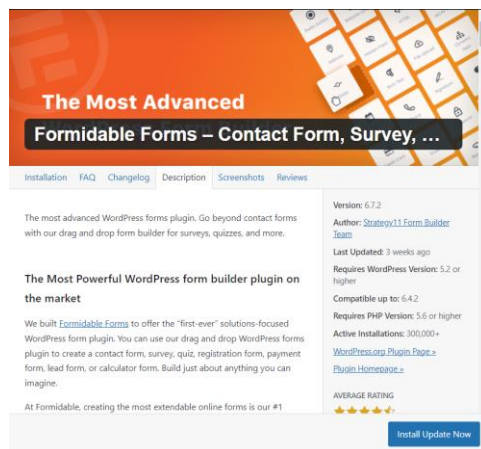 The Most Advanced
Formidable Forms – Contact Form, Survey, …
Installation FAQ Changelog Description Screenshots Reviews
The most advanced WordPress forms plugin. Go beyond contact forms
with our drag and drop form builder for surveys, quizzes, and more.
The Most Powerful WordPress form builder plugin on
the market
We built Formidable Forms to offer the “first-ever” solutions-focused
WordPress form plugin. You can use our drag and drop WordPress forms
plugin to create a contact form, survey, quiz, registration form, payment
form, lead form, or calculator form. Build just about anything you can
imagine.
At Formidable, creating the most extendable online forms is our #1
Version: 6.7.2
Author: Strategy11 Form Builder
Team
Last Updated: 3 weeks ago
Requires WordPress Version: 5.2 or
higher
Compatible up to: 6.4.2
Requires PHP Version: 5.6 or higher
Active Installations: 300,000+
WordPress.org Plugin Page »
Plugin Homepage »
AVERAGE RATING
Install Update Now